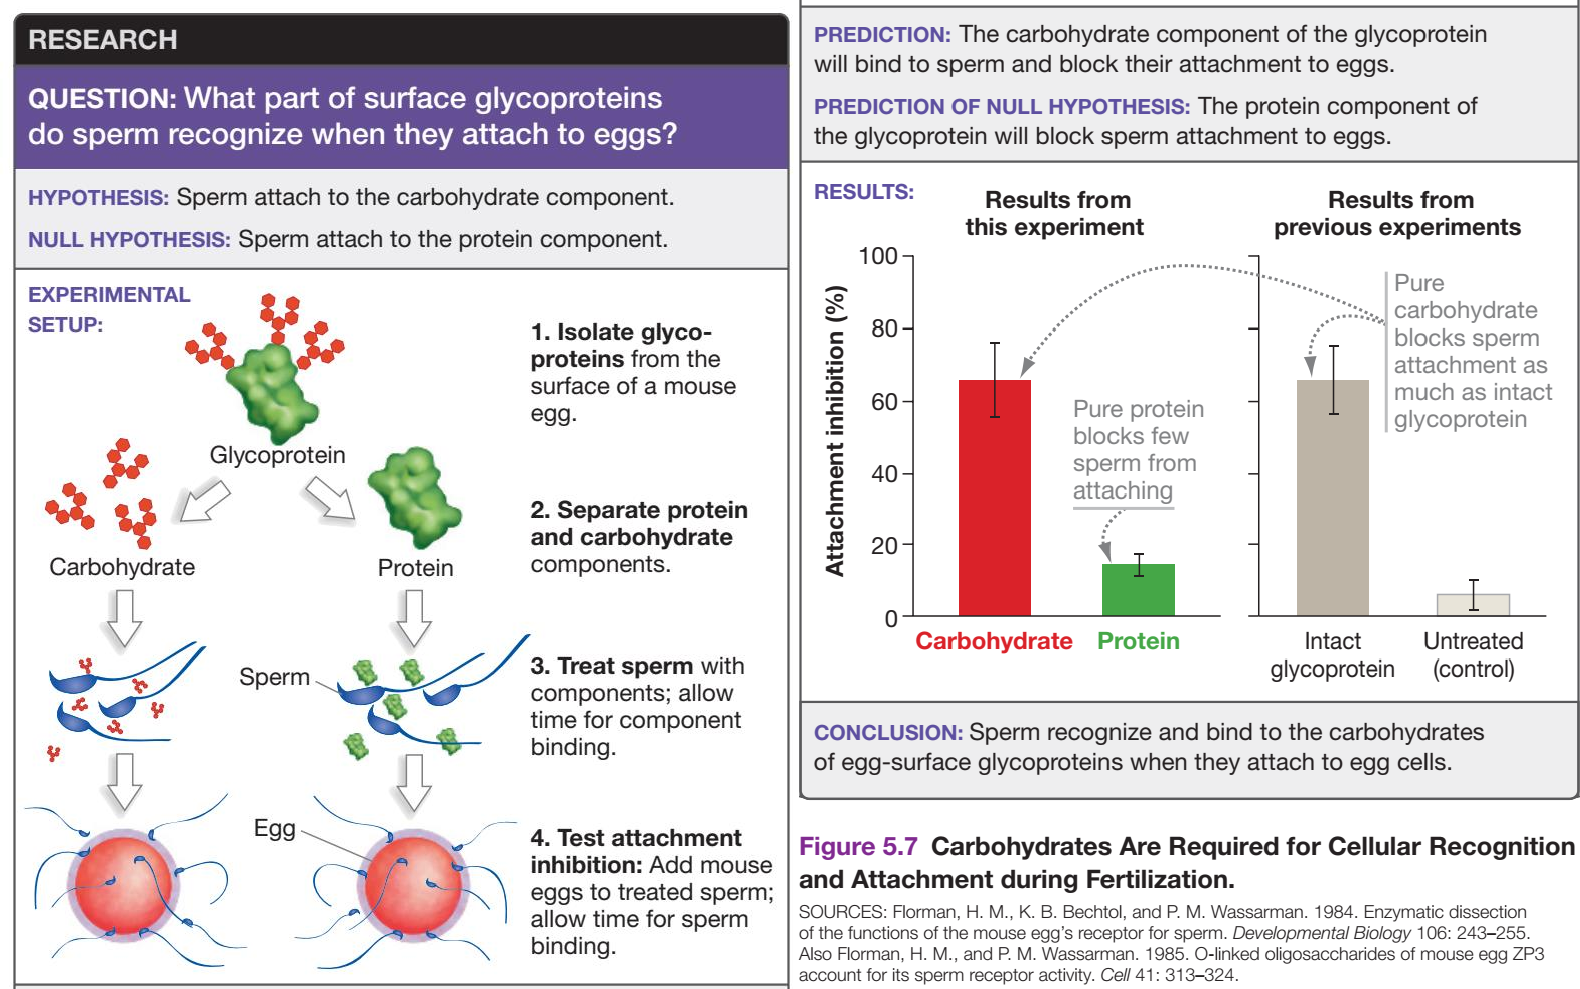 RESEARCH
QUESTION: What part of surface glycoproteins
do sperm recognize when they attach to eggs?
HYPOTHESIS: Sperm attach to the carbohydrate component.
NULL HYPOTHESIS: Sperm attach to the protein component.
EXPERIMENTAL
SETUP:
1. Isolate glyco-
proteins from the
surface of a mouse
egg.
Glycoprotein
2. Separate protein
and carbohydrate
components.
Carbohydrate
Protein
Sperm
3. Treat sperm with
components; allow
time for component
binding.
Egg
4. Test attachment
inhibition: Add mouse
eggs to treated sperm;
allow time for sperm
binding.
PREDICTION: The carbohydrate component of the glycoprotein
will bind to sperm and block their attachment to eggs.
PREDICTION OF NULL HYPOTHESIS: The protein component of
the glycoprotein will block sperm attachment to eggs.
RESULTS:
Results from
this experiment
Results from
previous experiments
Attachment inhibition (%)
100
80
60
40
20
0
Pure protein
blocks few
sperm from
attaching
Pure
carbohydrate
blocks sperm
attachment as
much as intact
glycoprotein
Carbohydrate
Protein
Intact
glycoprotein
Untreated
(control)
CONCLUSION: Sperm recognize and bind to the carbohydrates
of egg-surface glycoproteins when they attach to egg cells.
Figure 5.7 Carbohydrates Are Required for Cellular Recognition
and Attachment during Fertilization.
SOURCES: Florman, H. M., K. B. Bechtol, and P. M. Wassarman. 1984. Enzymatic dissection
of the functions of the mouse egg's receptor for sperm. Developmental Biology 106: 243–255.
Also Florman, H. M., and P. M. Wassarman. 1985. O-linked oligosaccharides of mouse egg ZP3
account for its sperm receptor activity. Cell 41: 313–324.